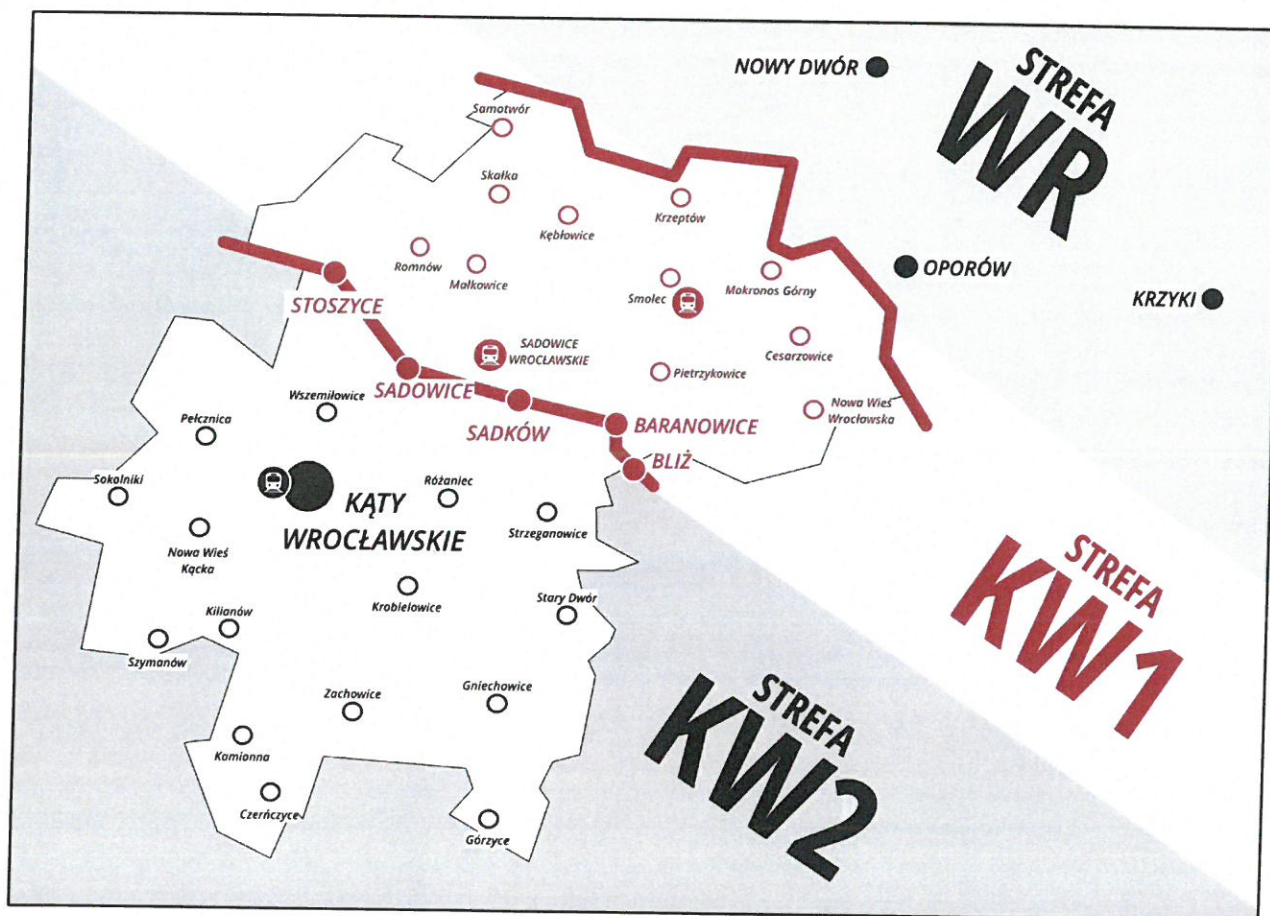 NOWY DWÓR
STREFA
WR
Samotwór
Skałka
Krzeptów
Kębłowice
Romnów
Małkowice
OPORÓW
Smolec
Mokronos Górny
KRZYKI
STOSZYCE
SADOWICE
WROCŁAWSKIE
Cesarzowice
Pietrzykowice
SADOWICE
Wszemiłowice
Nowa Wieś
Wrocławska
Pełcznica
SADKÓW
BARANOWICE
BLIŻ
Sokolniki
Różaniec
KĄTY
WROCŁAWSKIE
Strzeganowice
Nowa Wieś
Kącka
STREFA
KW1
Krobielowice
Stary Dwór
Kilianów
Szymanów
Zachowice
Gniechowice
STREFA
KW2
Kamionna
Czerńczyce
Górzyce